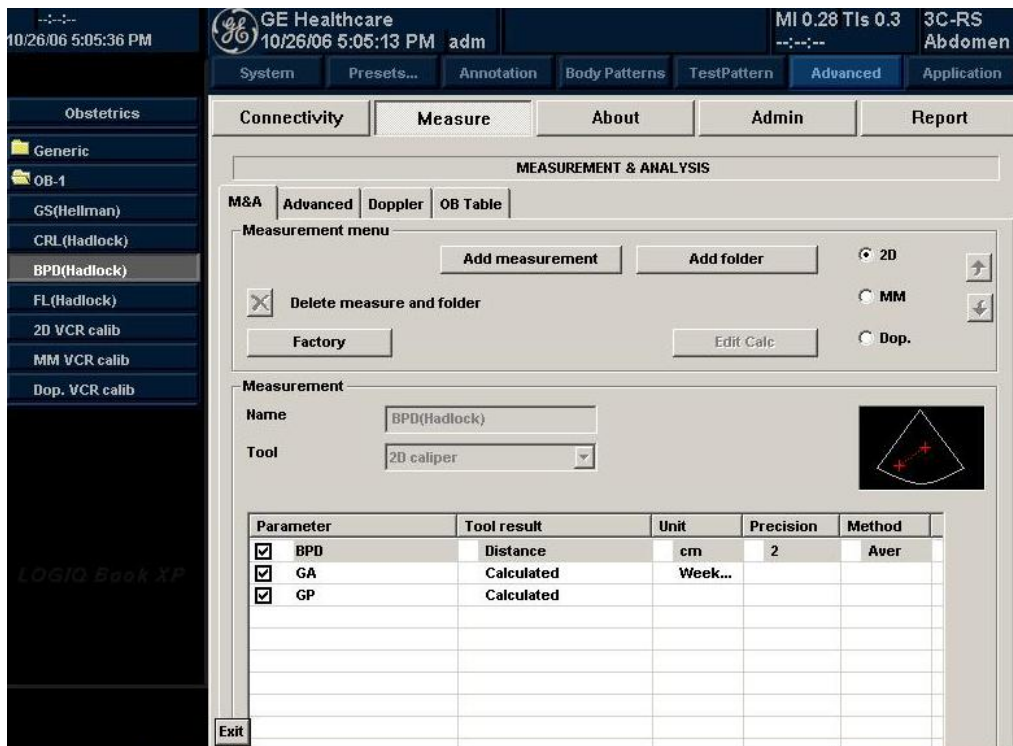 --:--:--
10/26/06 5:05:36 PM
GE Healthcare
10/26/06 5:05:13 PM adm
MI 0.28 TIs 0.3
--:--:--
3C-RS
Abdomen
System Presets... Annotation Body Patterns TestPattern Advanced Application
Obstetrics
Generic
OB-1
GS(Hellman)
CRL(Hadlock)
BPD(Hadlock)
FL(Hadlock)
2D VCR calib
MM VCR calib
Dop. VCR calib
LOGIQ Book XP
Connectivity Measure About Admin Report
MEASUREMENT & ANALYSIS
M&A Advanced Doppler OB Table
Measurement menu
Add measurement Add folder 2D
Delete measure and folder MM
Factory Edit Calc Dop.
Measurement
Name BPD(Hadlock)
Tool 2D caliper
Parameter Tool result Unit Precision Method
BPD Distance cm 2 Aver
GA Calculated Week...
GP Calculated
Exit